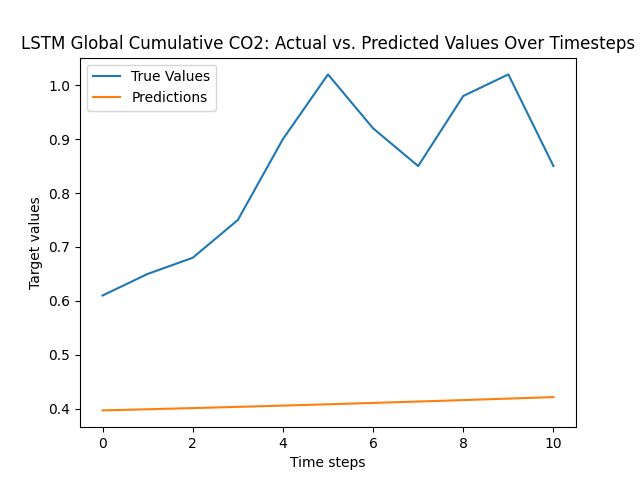 LSTM Global Cumulative CO2: Actual vs. Predicted Values Over Timesteps
True Values
Predictions
1.0
0.9
0.8
0.7
0.6
0.5
0.4
Target values
0 2 4 6 8 10
Time steps